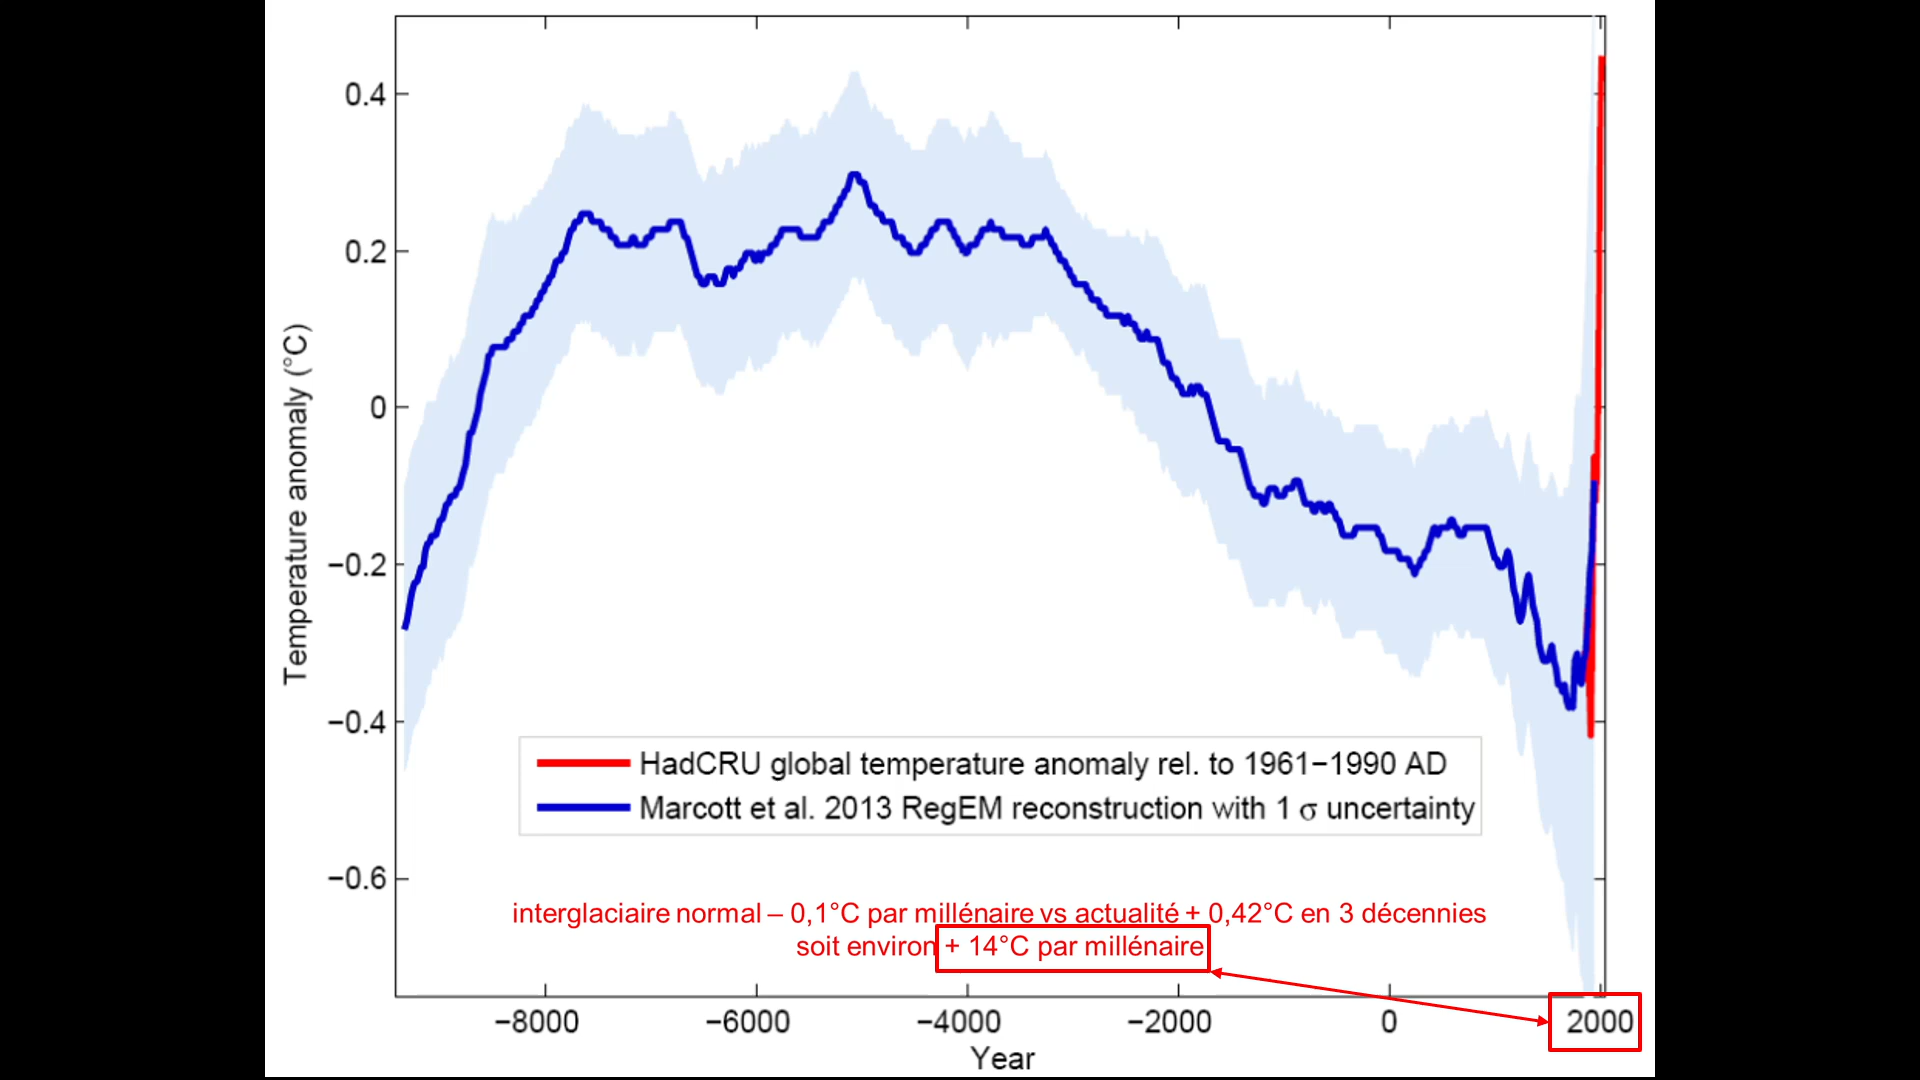 0.4
0.2
0
−0.2
−0.4
−0.6
Temperature anomaly (°C)
HadCRU global temperature anomaly rel. to 1961−1990 AD
Marcott et al. 2013 RegEM reconstruction with 1 σ uncertainty
interglaciaire normal – 0,1°C par millénaire vs actualité + 0,42°C en 3 décennies
soit environ + 14°C par millénaire
−8000 −6000 −4000 −2000 0 2000
Year